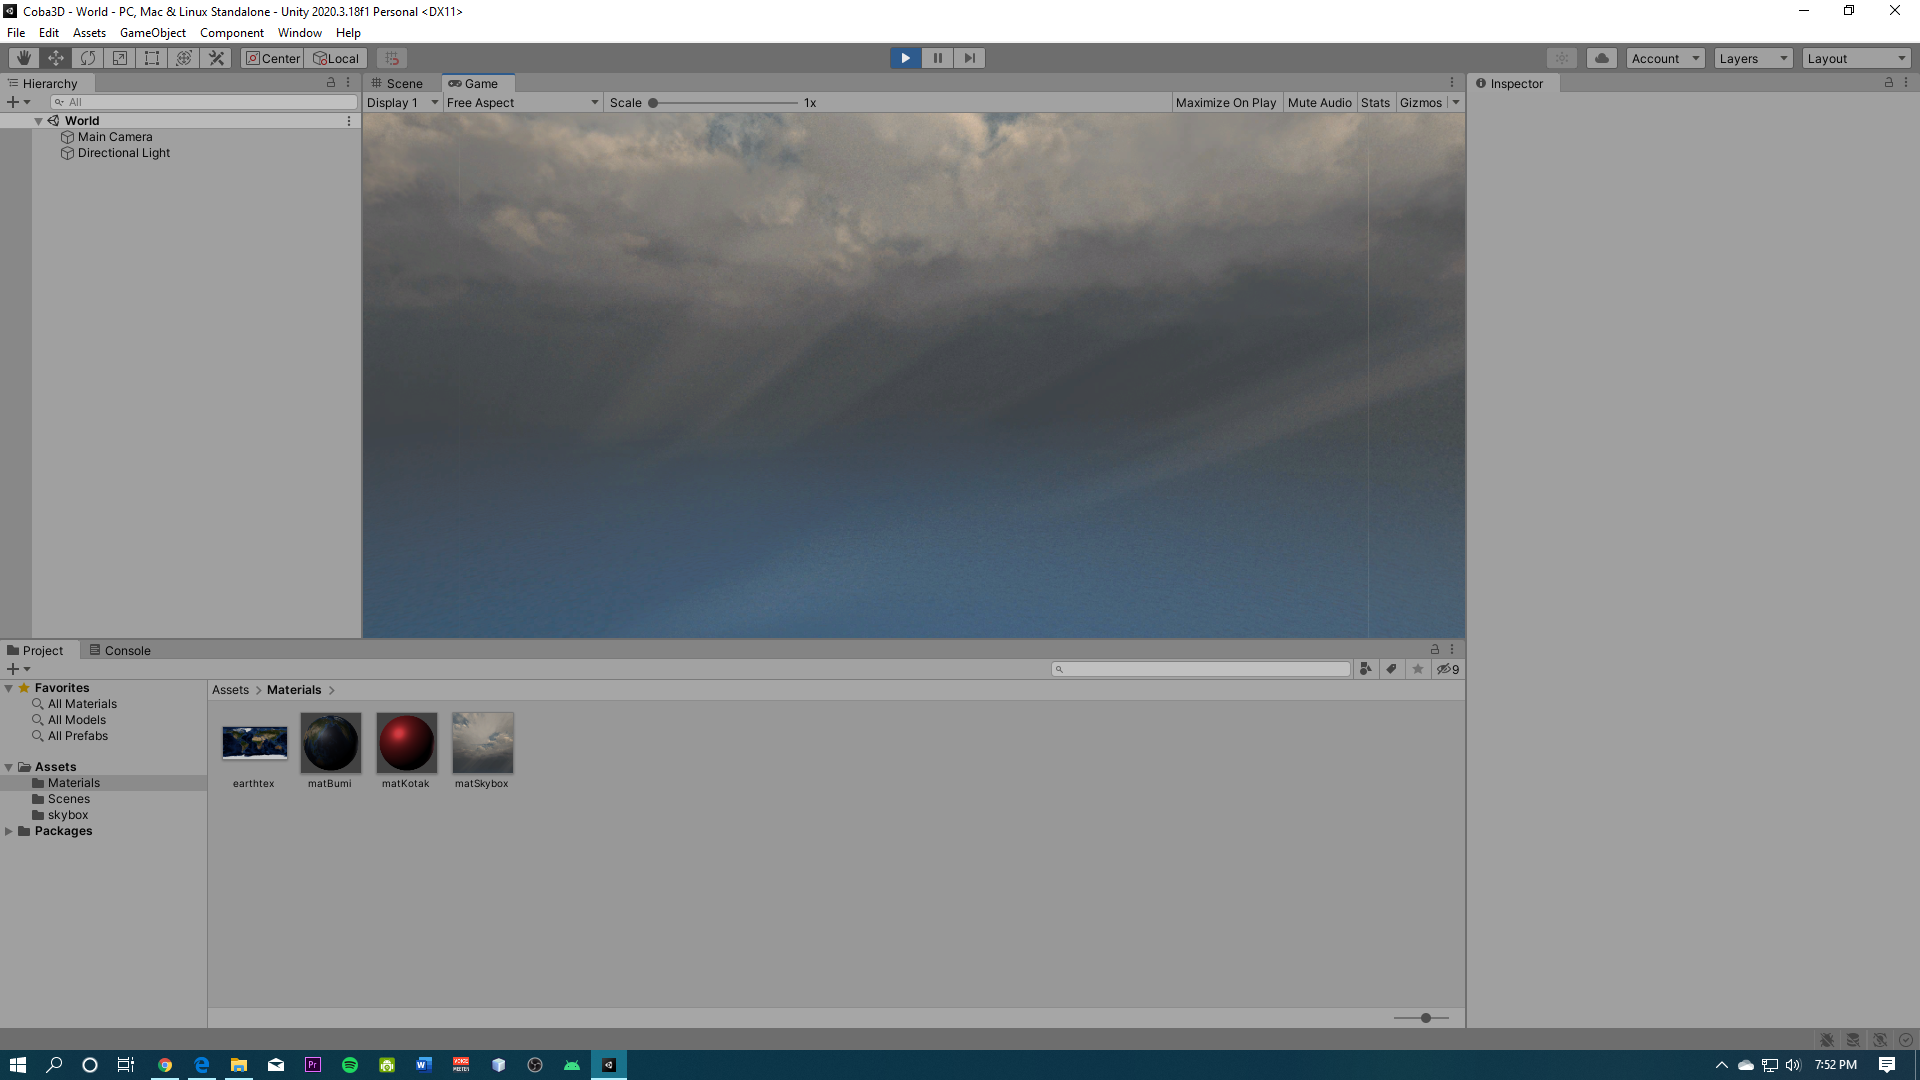 Coba3D - World - PC, Mac & Linux Standalone - Unity 2020.3.18f1 Personal <DX11>
File Edit Assets GameObject Component Window Help
Center Local Account Layers Layout
Hierarchy Scene Game Inspector
All Display 1 Free Aspect Scale 1x Maximize On Play Mute Audio Stats Gizmos
World
Main Camera
Directional Light
Project Console
9
Favorites Assets Materials
All Materials
All Models
All Prefabs
Assets
Materials
Scenes
skybox
Packages
earthtex matBumi matKotak matSkybox
Pr W VOICE MEETER 7:52 PM